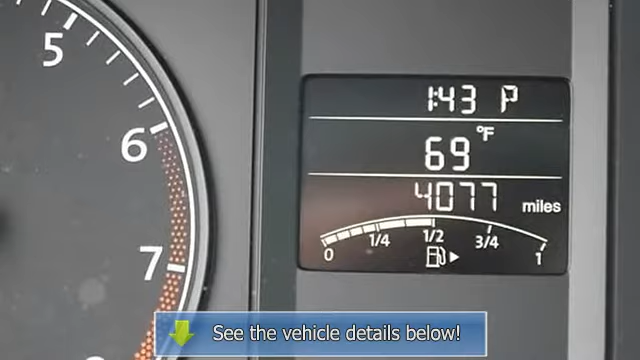 5
6
7
1:43 P
69 °F
4077 miles
0 1/4 1/2 3/4 1
See the vehicle details below!